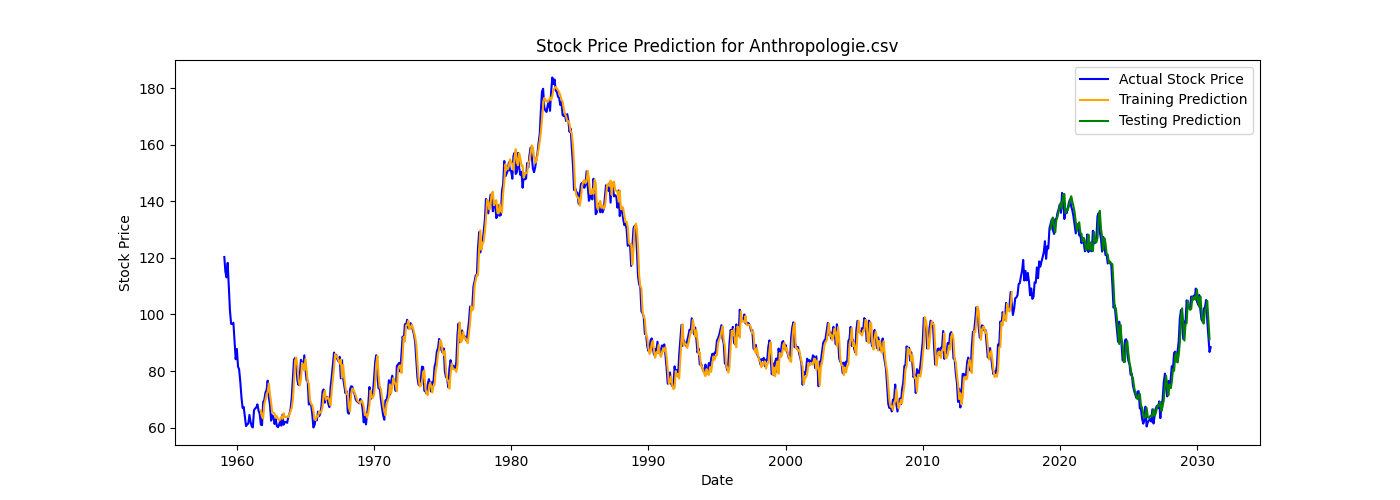 Stock Price Prediction for Anthropologie.csv
Actual Stock Price
Training Prediction
Testing Prediction
Stock Price
180
160
140
120
100
80
60
1960
1970
1980
1990
2000
2010
2020
2030
Date